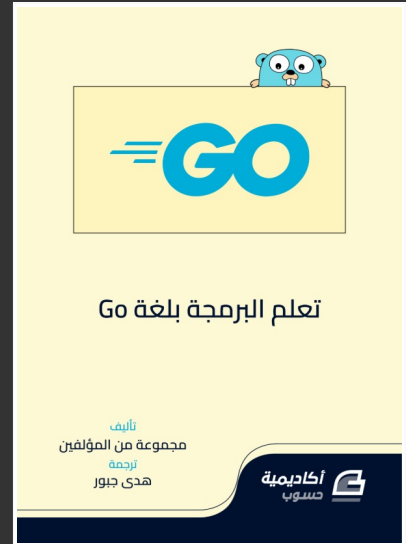 GO
تعلم البرمجة بلغة Go
تأليف
مجموعة من المؤلفين
ترجمة
هدى جبور
أكاديمية
حسوب